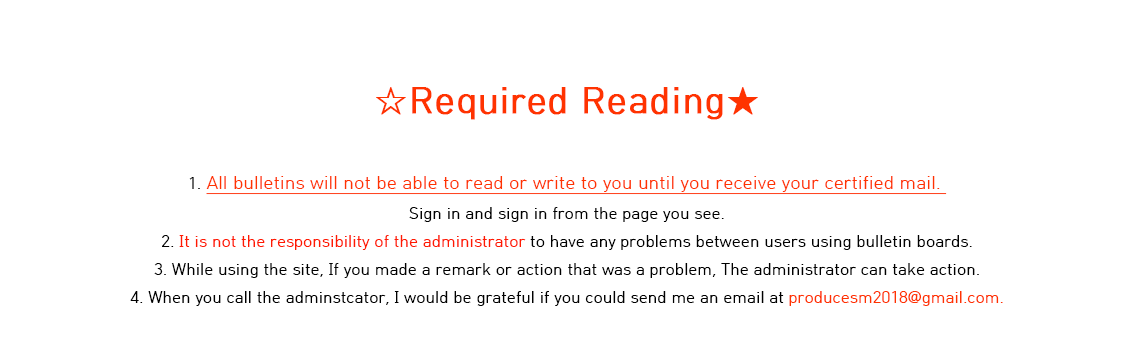 ☆Required Reading★
1. All bulletins will not be able to read or write to you until you receive your certified mail.
Sign in and sign in from the page you see.
2. It is not the responsibility of the administrator to have any problems between users using bulletin boards.
3. While using the site, If you made a remark or action that was a problem, The administrator can take action.
4. When you call the adminstcator, I would be grateful if you could send me an email at producesm2018@gmail.com.